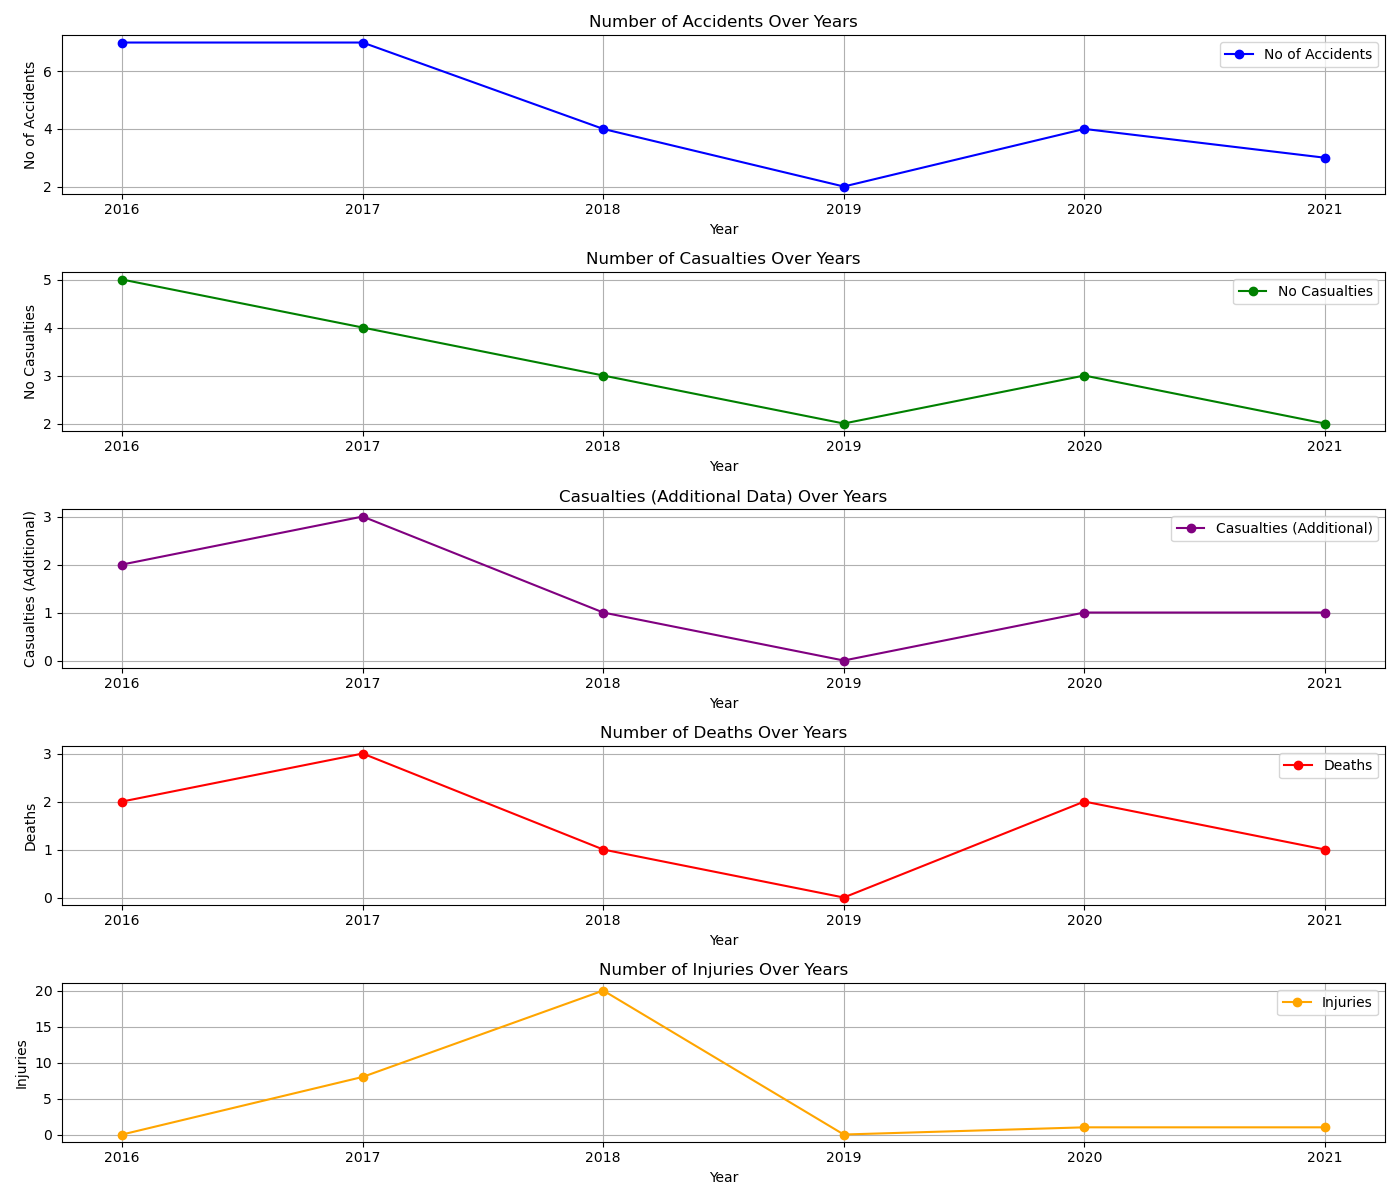 Number of Accidents Over Years
No of Accidents
No of Accidents
6
4
2
2016 2017 2018 2019 2020 2021
Year
Number of Casualties Over Years
No Casualties
No Casualties
5
4
3
2
2016 2017 2018 2019 2020 2021
Year
Casualties (Additional Data) Over Years
Casualties (Additional)
Casualties (Additional)
3
2
1
0
2016 2017 2018 2019 2020 2021
Year
Number of Deaths Over Years
Deaths
Deaths
3
2
1
0
2016 2017 2018 2019 2020 2021
Year
Number of Injuries Over Years
Injuries
Injuries
20
15
10
5
0
2016 2017 2018 2019 2020 2021
Year